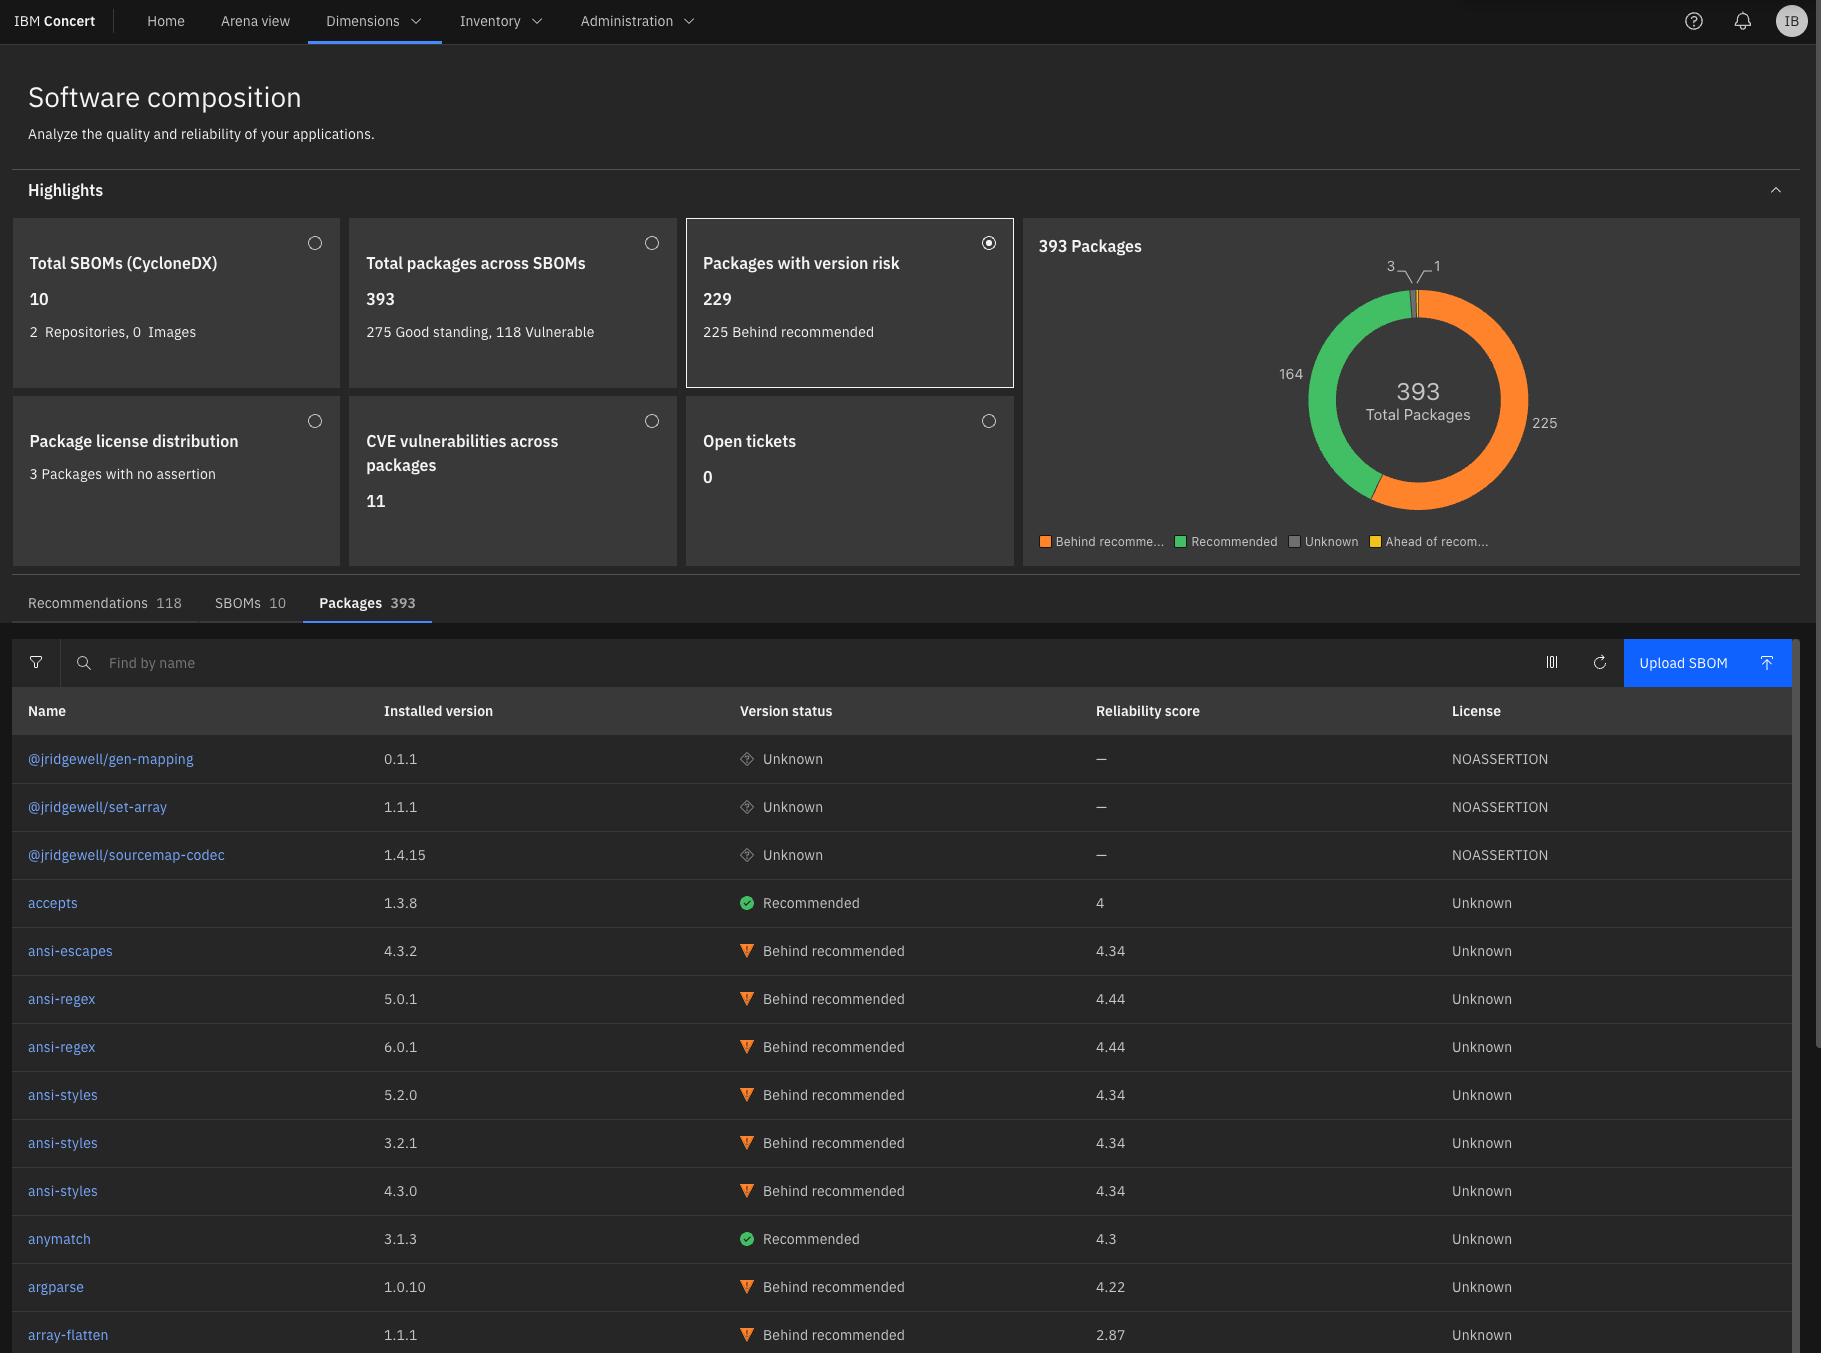 IBM Concert
Home
Arena view
Dimensions
Inventory
Administration
IB
Software composition
Analyze the quality and reliability of your applications.
Highlights
Total SBOMs (CycloneDX)
10
2 Repositories, 0 Images
Total packages across SBOMs
393
275 Good standing, 118 Vulnerable
Packages with version risk
229
225 Behind recommended
Package license distribution
3 Packages with no assertion
CVE vulnerabilities across
packages
11
Open tickets
0
393 Packages
3
1
164
393
Total Packages
225
Behind recomme...
Recommended
Unknown
Ahead of recom...
Recommendations 118
SBOMs 10
Packages 393
Find by name
Upload SBOM
Name Installed version Version status Reliability score License
@jridgewell/gen-mapping 0.1.1 Unknown — NOASSERTION
@jridgewell/set-array 1.1.1 Unknown — NOASSERTION
@jridgewell/sourcemap-codec 1.4.15 Unknown — NOASSERTION
accepts 1.3.8 Recommended 4 Unknown
ansi-escapes 4.3.2 Behind recommended 4.34 Unknown
ansi-regex 5.0.1 Behind recommended 4.44 Unknown
ansi-regex 6.0.1 Behind recommended 4.44 Unknown
ansi-styles 5.2.0 Behind recommended 4.34 Unknown
ansi-styles 3.2.1 Behind recommended 4.34 Unknown
ansi-styles 4.3.0 Behind recommended 4.34 Unknown
anymatch 3.1.3 Recommended 4.3 Unknown
argparse 1.0.10 Behind recommended 4.22 Unknown
array-flatten 1.1.1 Behind recommended 2.87 Unknown